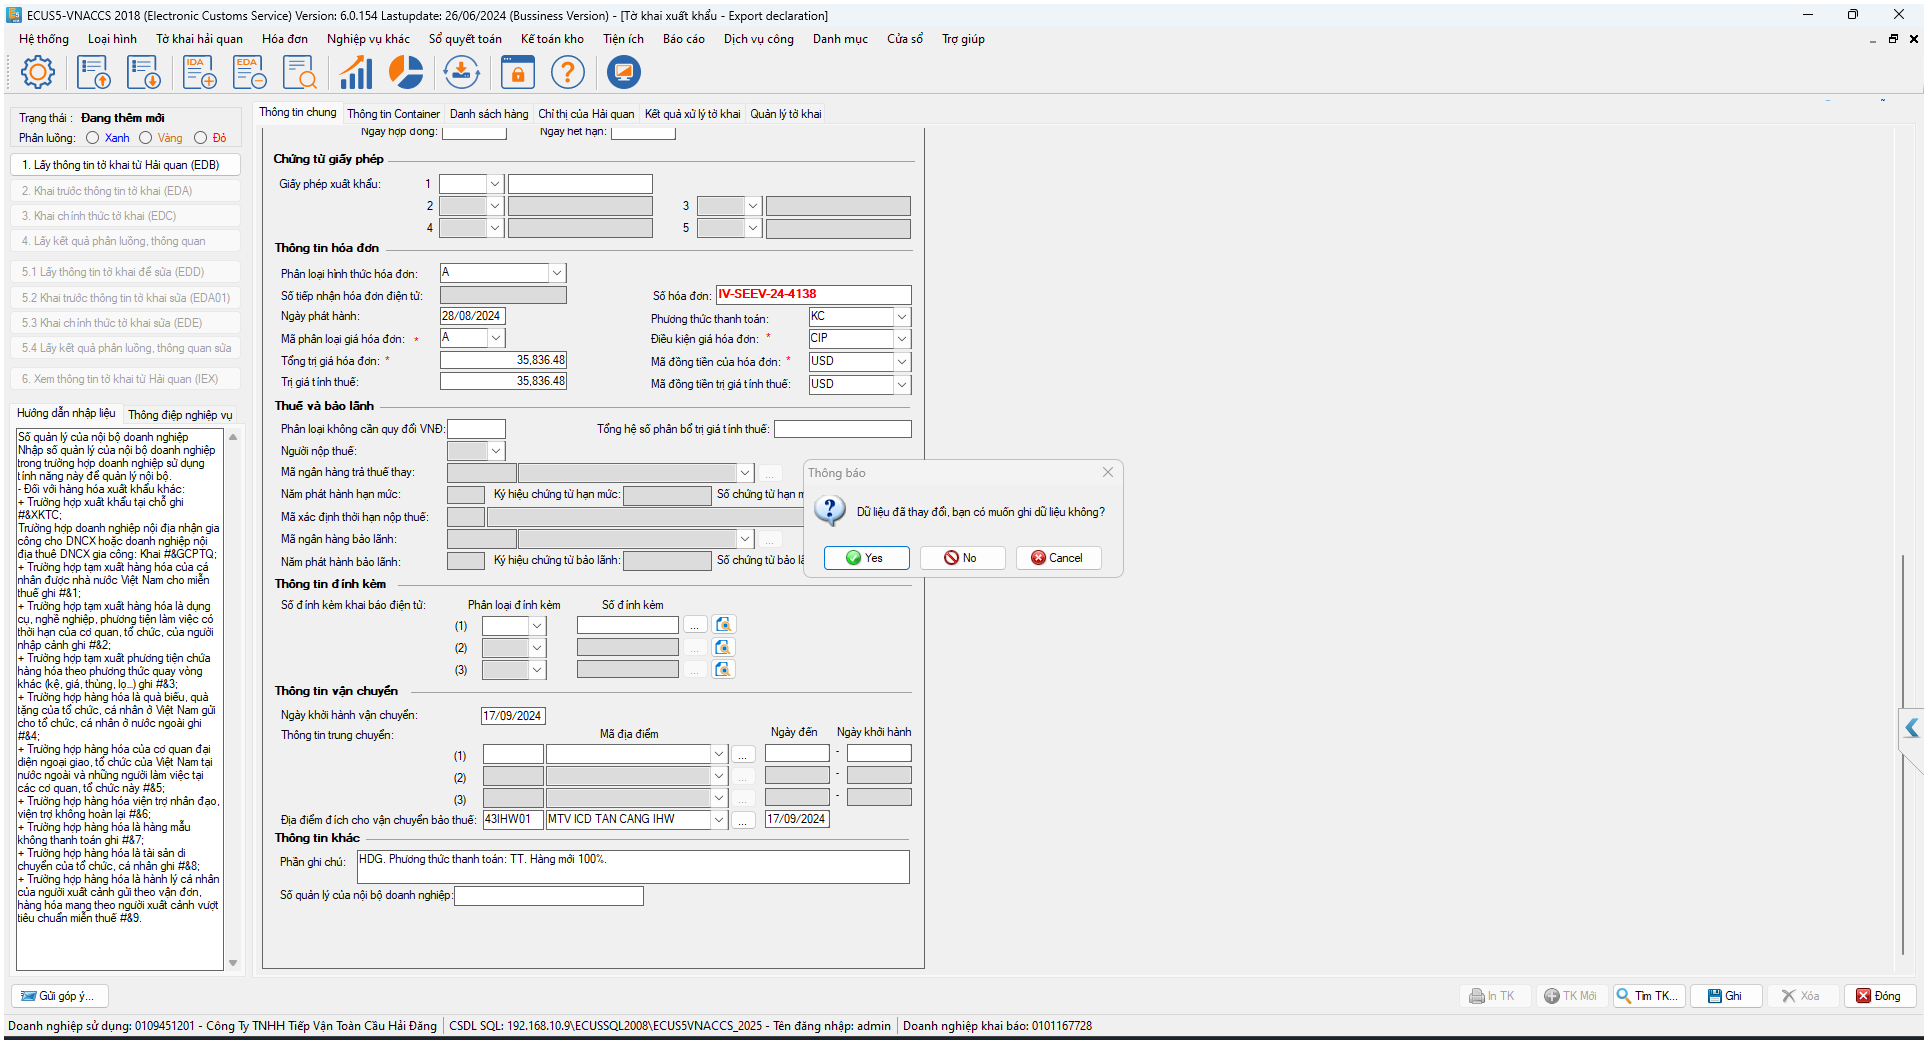 ECUS5-VNACCS 2018 (Electronic Customs Service) Version: 6.0.154 Lastupdate: 26/06/2024 (Bussiness Version) - [Tờ khai xuất khẩu - Export declaration]
Hệ thống Loại hình Tờ khai hải quan Hóa đơn Nghiệp vụ khác Sổ quyết toán Kế toán kho Tiện ích Báo cáo Dịch vụ công Danh mục Cửa sổ Trợ giúp
IDA EDA
Trạng thái : Đang thêm mới
Phân luồng: Xanh Vàng Đỏ
1. Lấy thông tin tờ khai từ Hải quan (EDB)
2. Khai trước thông tin tờ khai (EDA)
3. Khai chính thức tờ khai (EDC)
4. Lấy kết quả phân luồng, thông quan
5.1 Lấy thông tin tờ khai để sửa (EDD)
5.2 Khai trước thông tin tờ khai sửa (EDA01)
5.3 Khai chính thức tờ khai sửa (EDE)
5.4 Lấy kết quả phân luồng, thông quan sửa
6. Xem thông tin tờ khai từ Hải quan (IEX)
Hướng dẫn nhập liệu Thông điệp nghiệp vụ
Số quản lý của nội bộ doanh nghiệp
Nhập số quản lý của nội bộ doanh nghiệp
trong trường hợp doanh nghiệp sử dụng
tính năng này để quản lý nội bộ.
- Đối với hàng hóa xuất khẩu khác:
+ Trường hợp xuất khẩu tại chỗ ghi
#&XKTC;
Trường hợp doanh nghiệp nội địa nhận gia
công cho DNCX hoặc doanh nghiệp nội
địa thuê DNCX gia công: Khai #&GCPTQ;
+ Trường hợp tạm xuất hàng hóa của cá
nhân được nhà nước Việt Nam cho miễn
thuế ghi #&1;
+ Trường hợp tạm xuất hàng hóa là dụng
cụ, nghề nghiệp, phương tiện làm việc có
thời hạn của cơ quan, tổ chức, của người
nhập cảnh ghi #&2;
+ Trường hợp tạm xuất phương tiện chứa
hàng hóa theo phương thức quay vòng
khác (kệ, giá, thùng, lọ...) ghi #&3;
+ Trường hợp hàng hóa là quà biếu, quà
tặng của tổ chức, cá nhân ở Việt Nam gửi
cho tổ chức, cá nhân ở nước ngoài ghi
#&4;
+ Trường hợp hàng hóa của cơ quan đại
diện ngoại giao, tổ chức của Việt Nam tại
nước ngoài và những người làm việc tại
các cơ quan, tổ chức này #&5;
+ Trường hợp hàng hóa viện trợ nhân đạo,
viện trợ không hoàn lại #&6;
+ Trường hợp hàng hóa là hàng mẫu
không thanh toán ghi #&7;
+ Trường hợp hàng hóa là tài sản di
chuyển của tổ chức, cá nhân ghi #&8;
+ Trường hợp hàng hóa là hành lý cá nhân
của người xuất cảnh gửi theo vận đơn,
hàng hóa mang theo người xuất cảnh vượt
tiêu chuẩn miễn thuế #&9.
Gửi góp ý...
Thông tin chung Thông tin Container Danh sách hàng Chỉ thị của Hải quan Kết quả xử lý tờ khai Quản lý tờ khai
Ngày hợp đồng: Ngày hết hạn:
Chứng từ giấy phép
Giấy phép xuất khẩu: 1
2 3
4 5
Thông tin hóa đơn
Phân loại hình thức hóa đơn: A
Số tiếp nhận hóa đơn điện tử: Số hóa đơn: IV-SEEV-24-4138
Ngày phát hành: 28/08/2024 Phương thức thanh toán: KC
Mã phân loại giá hóa đơn: * A Điều kiện giá hóa đơn: * CIP
Tổng trị giá hóa đơn: * 35,836.48 Mã đồng tiền của hóa đơn: * USD
Trị giá tính thuế: 35,836.48 Mã đồng tiền trị giá tính thuế: USD
Thuế và bảo lãnh
Phân loại không cần quy đổi VNĐ: Tổng hệ số phân bổ trị giá tính thuế:
Người nộp thuế:
Mã ngân hàng trả thuế thay: ...
Năm phát hành hạn mức: Ký hiệu chứng từ hạn mức: Số chứng từ hạn m
Mã xác định thời hạn nộp thuế:
Mã ngân hàng bảo lãnh: ...
Năm phát hành bảo lãnh: Ký hiệu chứng từ bảo lãnh: Số chứng từ bảo lã
Thông báo
Dữ liệu đã thay đổi, bạn có muốn ghi dữ liệu không?
Yes No Cancel
Thông tin đính kèm
Số đính kèm khai báo điện tử: Phân loại đính kèm Số đính kèm
(1) ...
(2) ...
(3) ...
Thông tin vận chuyển
Ngày khởi hành vận chuyển: 17/09/2024
Thông tin trung chuyển: Mã địa điểm Ngày đến Ngày khởi hành
(1) ... -
(2) ... -
(3) ... -
Địa điểm đích cho vận chuyển bảo thuế: 43IHW01 MTV ICD TAN CANG IHW ... 17/09/2024
Thông tin khác
Phần ghi chú: HDG. Phương thức thanh toán: TT. Hàng mới 100%.
Số quản lý của nội bộ doanh nghiệp:
In TK TK Mới Tìm TK... Ghi Xóa Đóng
Doanh nghiệp sử dụng: 0109451201 - Công Ty TNHH Tiếp Vận Toàn Cầu Hải Đăng CSDL SQL: 192.168.10.9\ECUSSQL2008\ECUS5VNACCS_2025 - Tên đăng nhập: admin Doanh nghiệp khai báo: 0101167728